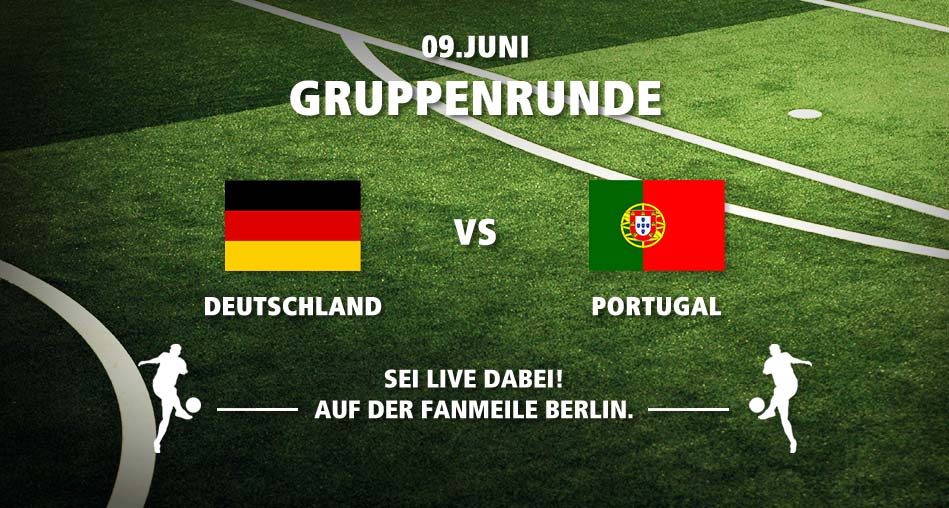 09.JUNI
GRUPPENRUNDE
VS
DEUTSCHLAND
PORTUGAL
SEI LIVE DABEI!
AUF DER FANMEILE BERLIN.